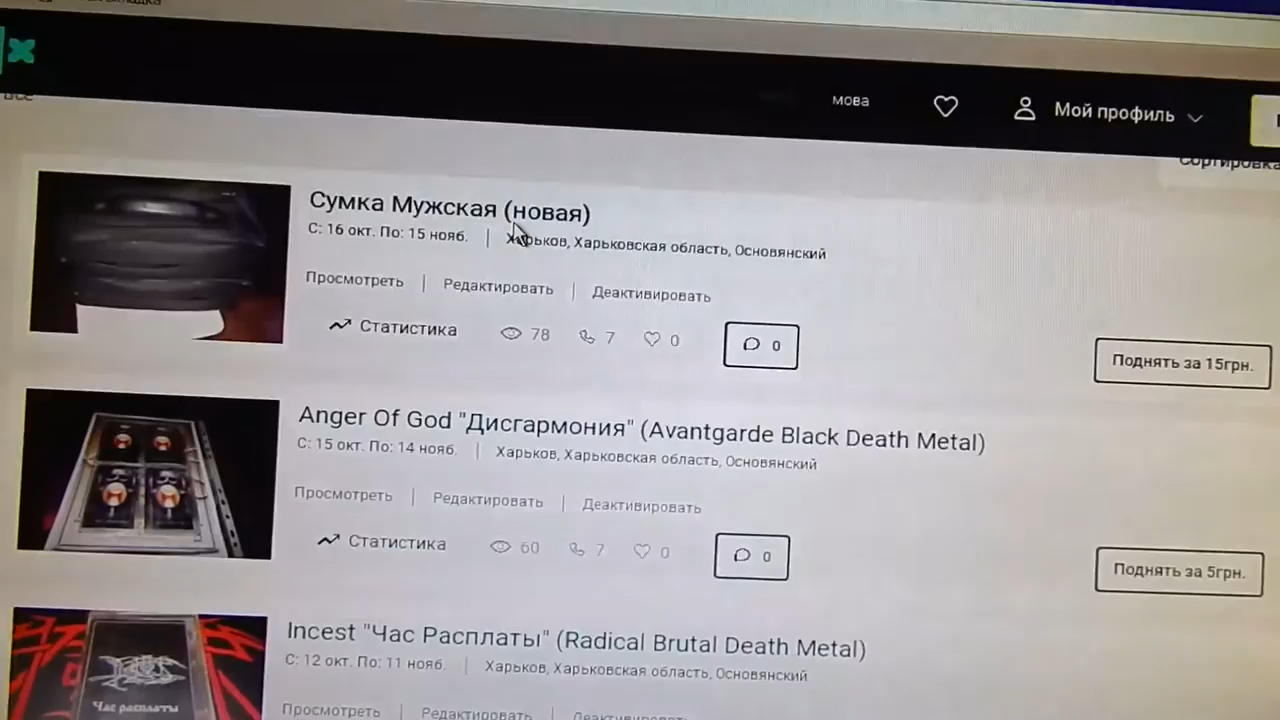 мова
Мой профиль
Сортировка
Сумка Мужская (новая)
С: 16 окт. По: 15 нояб. | Харьков, Харьковская область, Основянский
Просмотреть | Редактировать | Деактивировать
Статистика 78 7 0 0
Поднять за 15грн.
Anger Of God "Дисгармония" (Avantgarde Black Death Metal)
С: 15 окт. По: 14 нояб. | Харьков, Харьковская область, Основянский
Просмотреть | Редактировать | Деактивировать
Статистика 60 7 0 0
Поднять за 5грн.
Incest "Час Расплаты" (Radical Brutal Death Metal)
С: 12 окт. По: 11 нояб. | Харьков, Харьковская область, Основянский
Час расплаты
Просмотреть | Редактировать | Деактивировать